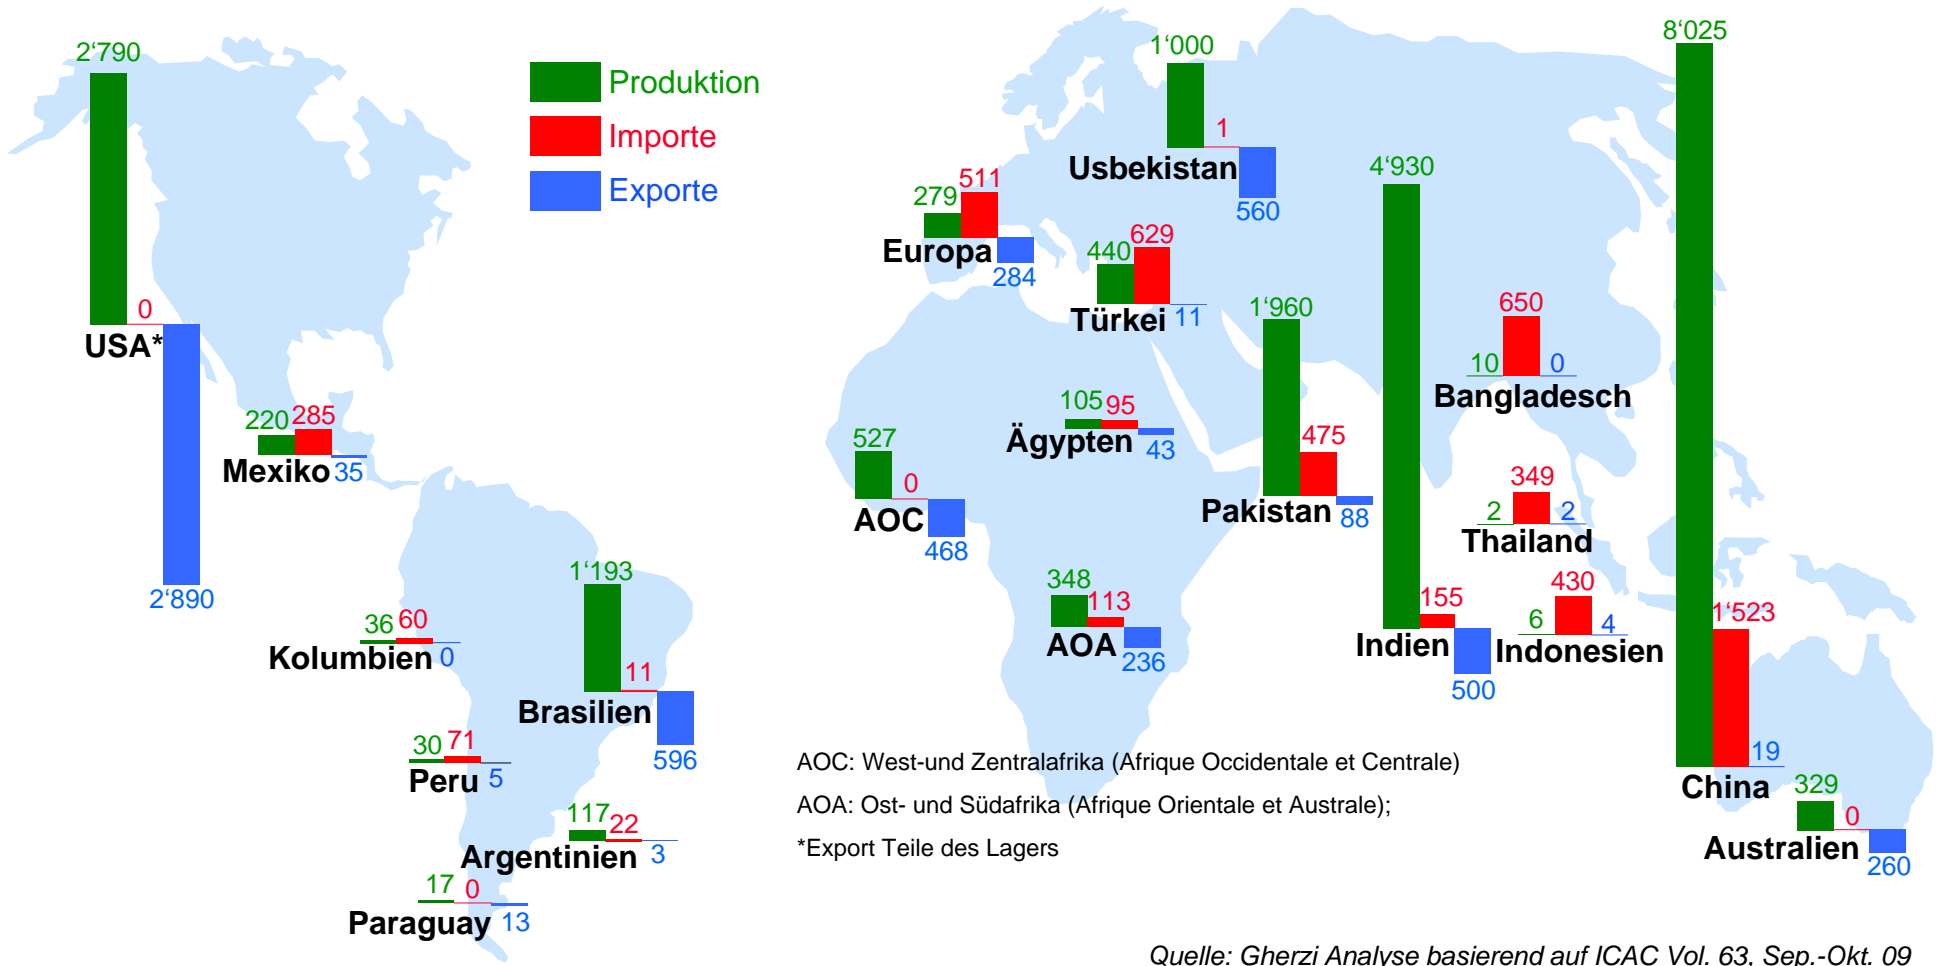 2‘790
0
USA*
2‘890
Produktion
Importe
Exporte
220
285
Mexiko
35
36
60
Kolumbien
0
1‘193
11
Brasilien
596
30
71
Peru
5
117
22
Argentinien
3
17
0
Paraguay
13
279
511
Europa
284
1‘000
1
Usbekistan
560
440
629
Türkei
11
105
95
Ägypten
43
527
0
AOC
468
348
113
AOA
236
1‘960
475
Pakistan
88
4‘930
155
Indien
500
650
10
0
Bangladesch
349
2
2
Thailand
430
6
4
Indonesien
8‘025
1‘523
19
China
329
0
Australien
260
AOC: West-und Zentralafrika (Afrique Occidentale et Centrale)
AOA: Ost- und Südafrika (Afrique Orientale et Australe);
*Export Teile des Lagers
Quelle: Gherzi Analyse basierend auf ICAC Vol. 63, Sep.-Okt. 09